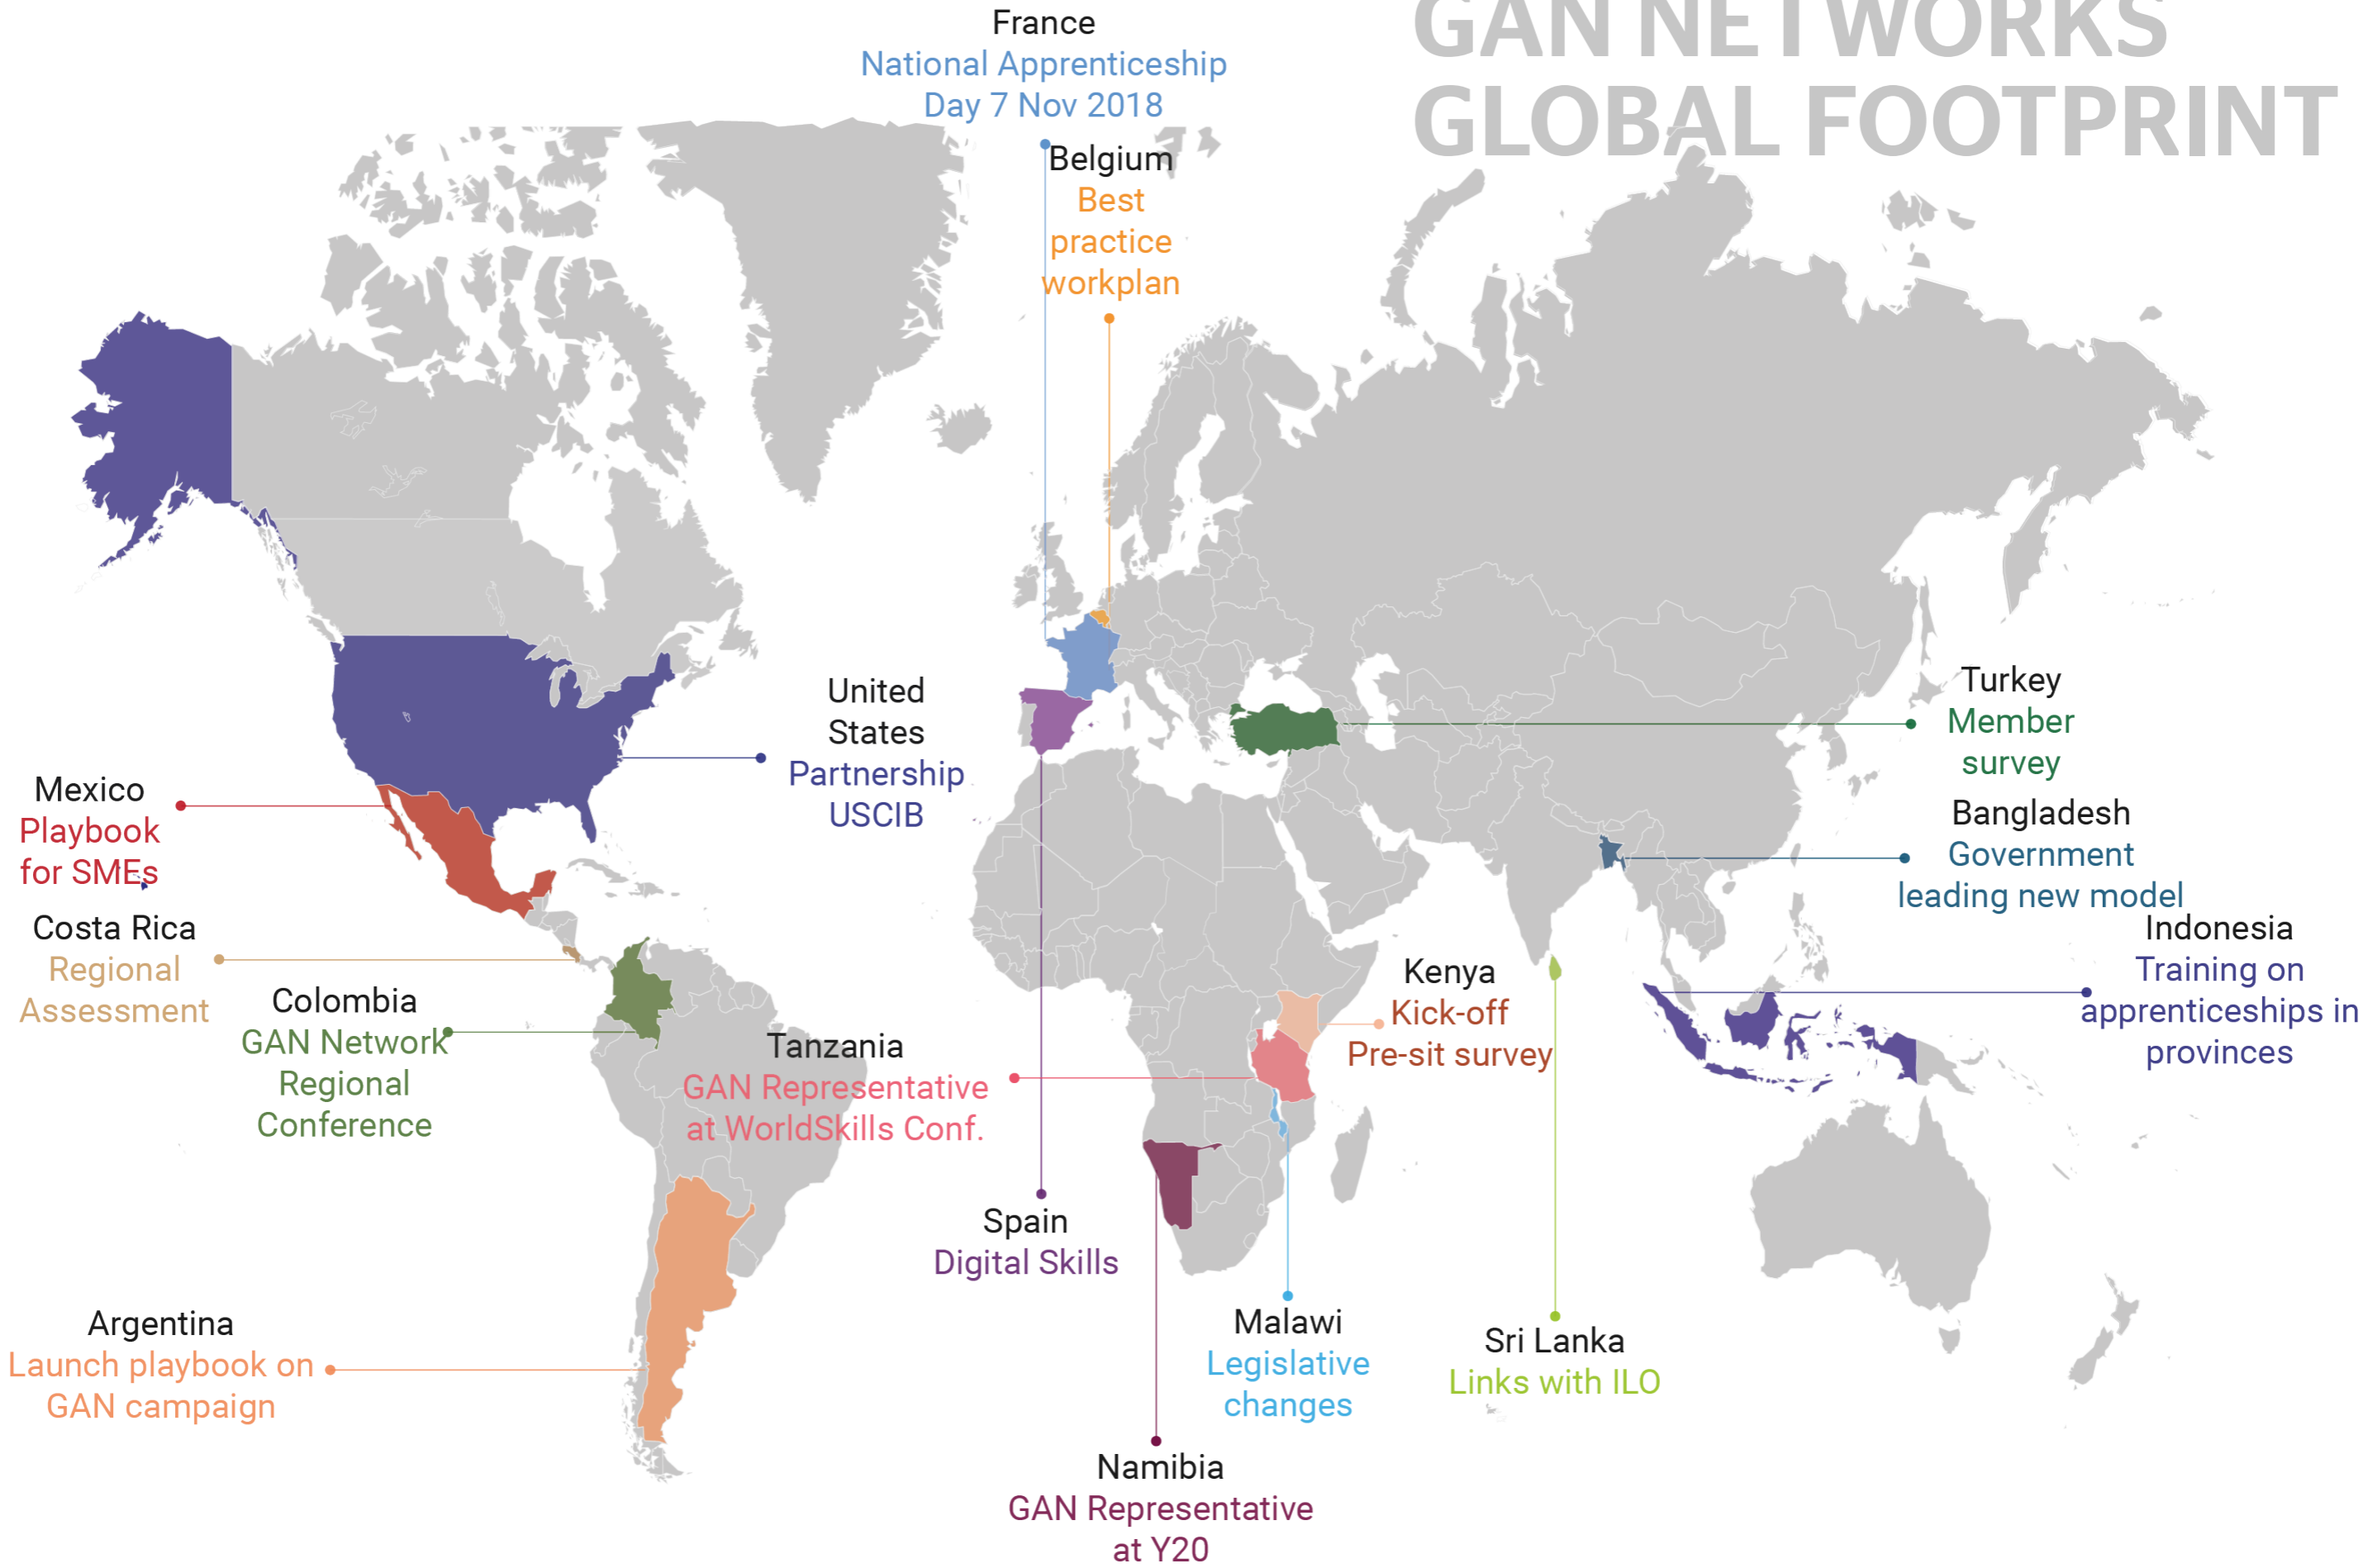 GAN NETWORKS
GLOBAL FOOTPRINT
France
National Apprenticeship
Day 7 Nov 2018
Belgium
Best
practice
workplan
United
States
Partnership
USCIB
Mexico
Playbook
for SMEs
Costa Rica
Regional
Assessment
Colombia
GAN Network
Regional
Conference
Argentina
Launch playbook on
GAN campaign
Tanzania
GAN Representative
at WorldSkills Conf.
Spain
Digital Skills
Namibia
GAN Representative
at Y20
Malawi
Legislative
changes
Kenya
Kick-off
Pre-sit survey
Sri Lanka
Links with ILO
Turkey
Member
survey
Bangladesh
Government
leading new model
Indonesia
Training on
apprenticeships in
provinces